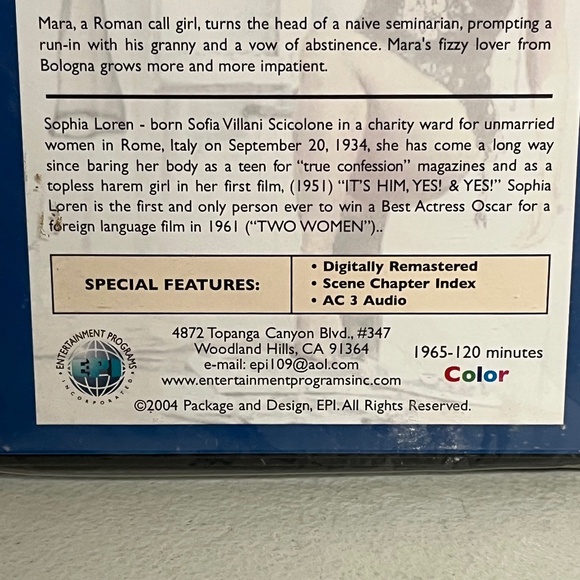 Mara, a Roman call girl, turns the head of a naive seminarian, prompting a
run-in with his granny and a vow of abstinence. Mara's fizzy lover from
Bologna grows more and more impatient.
Sophia Loren - born Sofia Villani Scicolone in a charity ward for unmarried
women in Rome, Italy on September 20, 1934, she has come a long way
since baring her body as a teen for "true confession" magazines and as a
topless harem girl in her first film, (1951) "IT'S HIM, YES! & YES!" Sophia
Loren is the first and only person ever to win a Best Actress Oscar for a
foreign language film in 1961 ("TWO WOMEN")..
SPECIAL FEATURES:
• Digitally Remastered
• Scene Chapter Index
• AC 3 Audio
ENTERTAINMENT PROGRAMS
INCORPORATED
EPI
4872 Topanga Canyon Blvd., #347
Woodland Hills, CA 91364
e-mail: epi109@aol.com
www.entertainmentprogramsinc.com
1965-120 minutes
Color
©2004 Package and Design, EPI. All Rights Reserved.